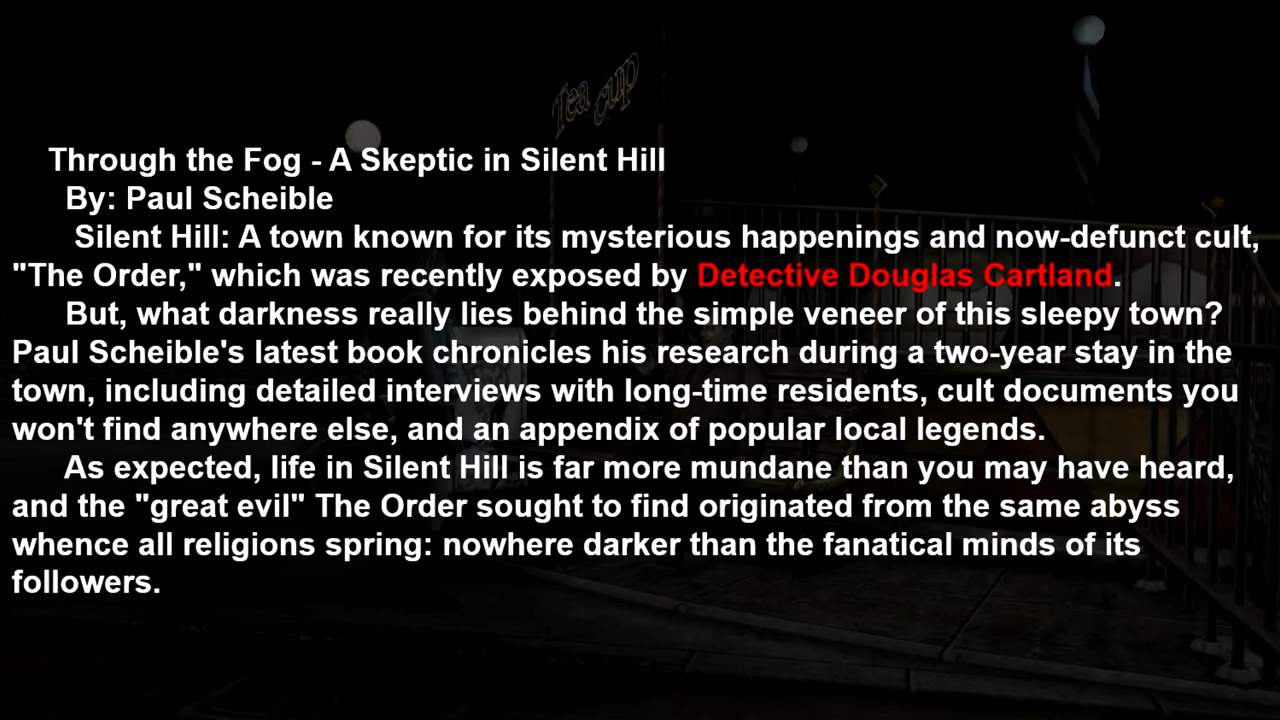 Tea cup
Through the Fog - A Skeptic in Silent Hill
By: Paul Scheible
Silent Hill: A town known for its mysterious happenings and now-defunct cult,
"The Order," which was recently exposed by Detective Douglas Cartland.
But, what darkness really lies behind the simple veneer of this sleepy town?
Paul Scheible's latest book chronicles his research during a two-year stay in the
town, including detailed interviews with long-time residents, cult documents you
won't find anywhere else, and an appendix of popular local legends.
As expected, life in Silent Hill is far more mundane than you may have heard,
and the "great evil" The Order sought to find originated from the same abyss
whence all religions spring: nowhere darker than the fanatical minds of its
followers.